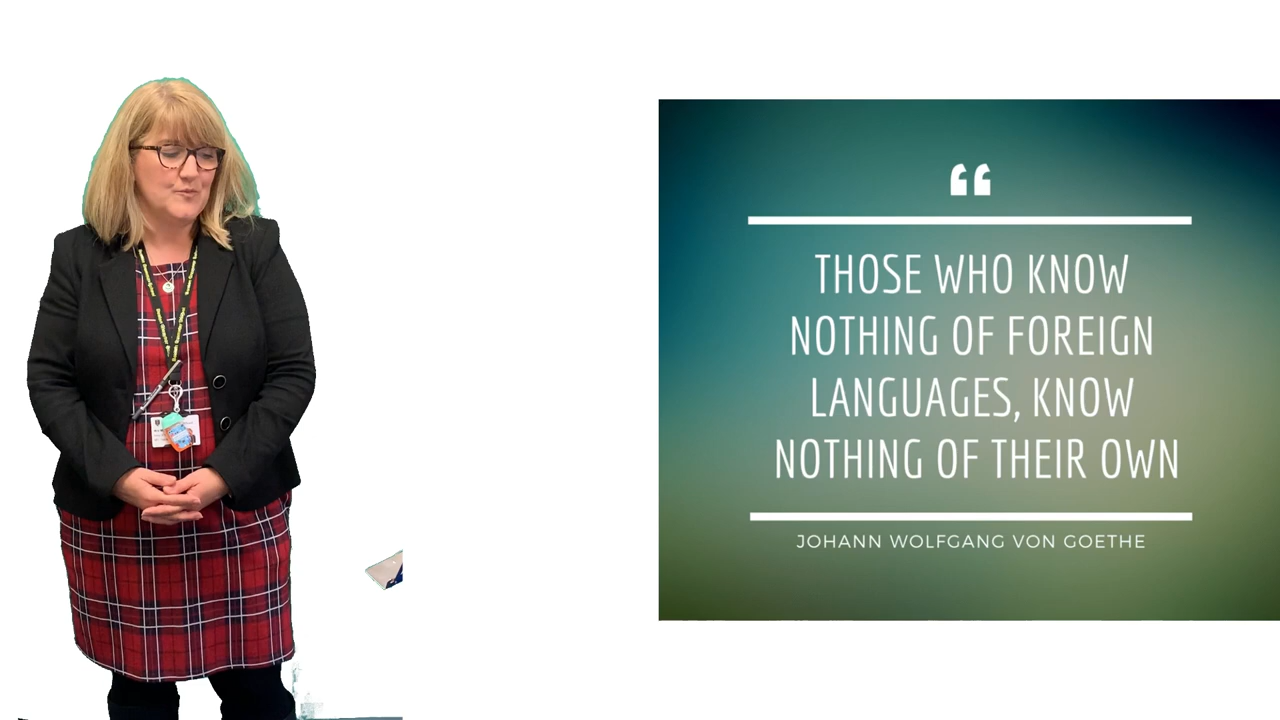 “
THOSE WHO KNOW
NOTHING OF FOREIGN
LANGUAGES, KNOW
NOTHING OF THEIR OWN
JOHANN WOLFGANG VON GOETHE